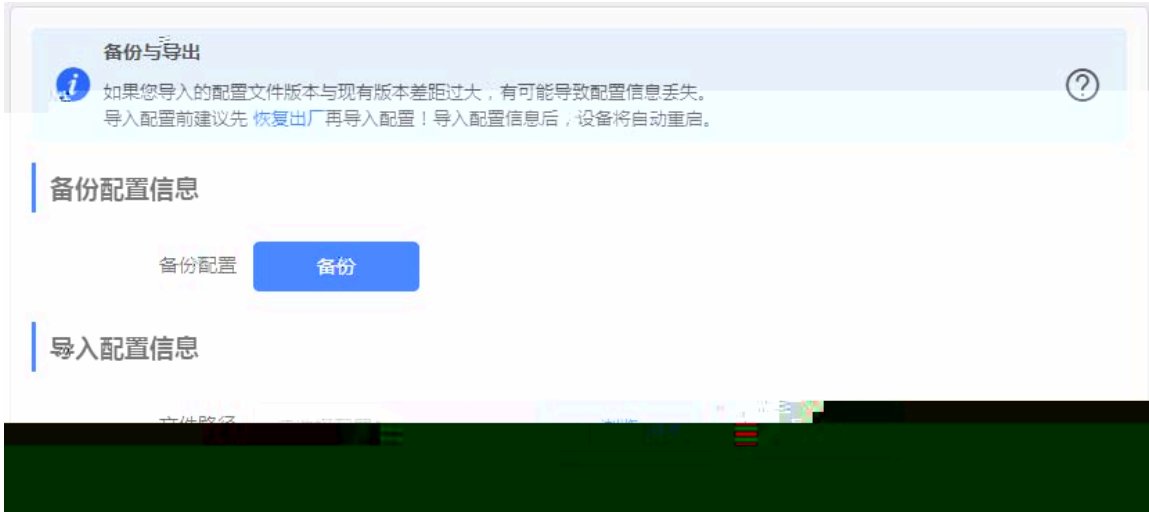 备份与导出
如果您导入的配置文件版本与现有版本差距过大，有可能导致配置信息丢失。
导入配置前建议先 恢复出厂 再导入配置！导入配置信息后，设备将自动重启。
备份配置信息
备份配置 备份
导入配置信息
文件路径